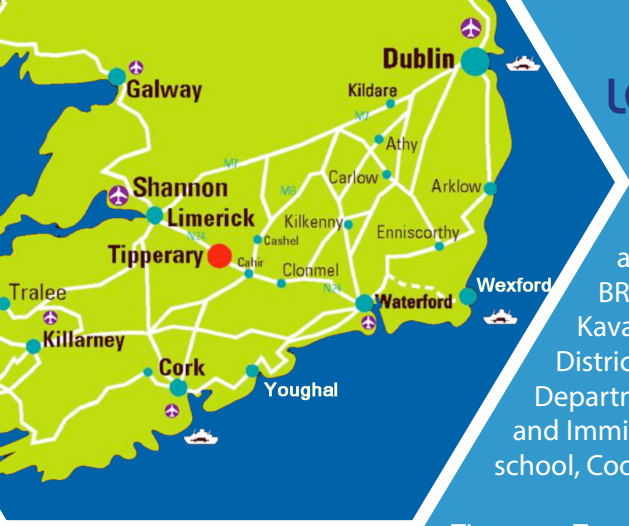 Dublin
Galway
Kildare
M7
Athy
M7
Carlow
Shannon
M8
Arklow
Limerick
Kilkenny
Enniscorthy
N24
Cashel
Tipperary
Cahir
Clonmel
Wexford
N24
Tralee
Waterford
Killarney
Cork
Youghal
BR
Kava
Distric
Departm
and Immi
school, Coo